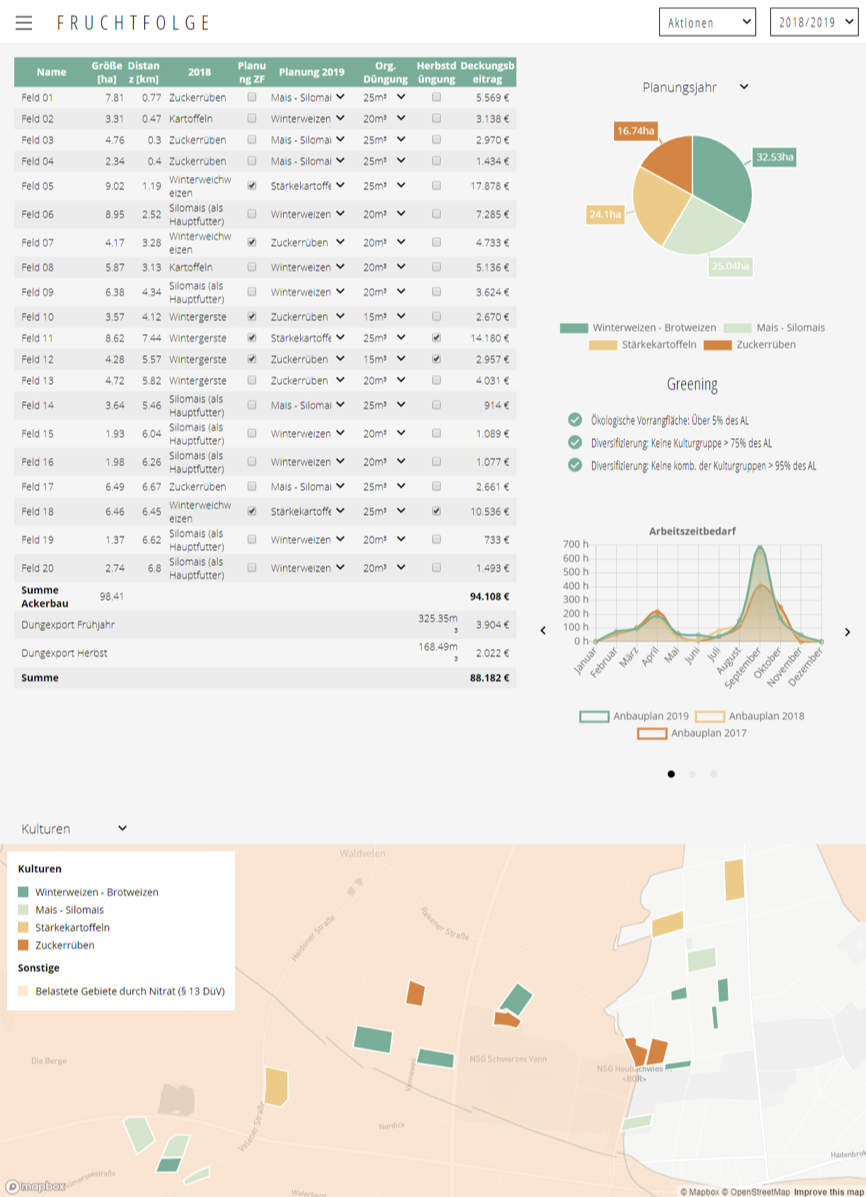 FRUCHTFOLGE
Aktionen
2018/2019
Name Größe [ha] Distanz [km] 2018 Planung ZF Planung 2019 Org. Düngung Herbstdüngung Deckungsbeitrag
Feld 01 7.81 0.77 Zuckerrüben Mais - Silomai 25m³ 5.569 €
Feld 02 3.31 0.47 Kartoffeln Winterweizen 20m³ 3.138 €
Feld 03 4.76 0.3 Zuckerrüben Mais - Silomai 25m³ 2.970 €
Feld 04 2.34 0.4 Zuckerrüben Mais - Silomai 25m³ 1.434 €
Feld 05 9.02 1.19 Winterweichweizen Stärkekartoffe 25m³ 17.878 €
Feld 06 8.95 2.52 Silomais (als Hauptfutter) Winterweizen 20m³ 7.285 €
Feld 07 4.17 3.28 Winterweichweizen Zuckerrüben 20m³ 4.733 €
Feld 08 5.87 3.13 Kartoffeln Winterweizen 20m³ 5.136 €
Feld 09 6.38 4.34 Silomais (als Hauptfutter) Winterweizen 20m³ 3.624 €
Feld 10 3.57 4.12 Wintergerste Zuckerrüben 15m³ 2.670 €
Feld 11 8.62 7.44 Wintergerste Stärkekartoffe 25m³ 14.180 €
Feld 12 4.28 5.57 Wintergerste Zuckerrüben 15m³ 2.957 €
Feld 13 4.72 5.82 Wintergerste Zuckerrüben 20m³ 4.031 €
Feld 14 3.64 5.46 Silomais (als Hauptfutter) Mais - Silomai 25m³ 914 €
Feld 15 1.93 6.04 Silomais (als Hauptfutter) Winterweizen 20m³ 1.089 €
Feld 16 1.98 6.26 Silomais (als Hauptfutter) Winterweizen 20m³ 1.077 €
Feld 17 6.49 6.67 Zuckerrüben Mais - Silomai 25m³ 2.661 €
Feld 18 6.46 6.45 Winterweichweizen Stärkekartoffe 25m³ 10.536 €
Feld 19 1.37 6.62 Silomais (als Hauptfutter) Winterweizen 20m³ 733 €
Feld 20 2.74 6.8 Silomais (als Hauptfutter) Winterweizen 20m³ 1.493 €
Summe Ackerbau 98.41 94.108 €
Dungexport Frühjahr 325.35m³ 3.904 €
Dungexport Herbst 168.49m³ 2.022 €
Summe 88.182 €
Planungsjahr
16.74ha
32.53ha
24.1ha
25.04ha
Winterweizen - Brotweizen Mais - Silomais
Stärkekartoffeln Zuckerrüben
Greening
Ökologische Vorrangfläche: Über 5% des AL
Diversifizierung: Keine Kulturgruppe > 75% des AL
Diversifizierung: Keine komb. der Kulturgruppen > 95% des AL
Arbeitszeitbedarf
700 h
600 h
500 h
400 h
300 h
200 h
100 h
0 h
Januar Februar März April Mai Juni Juli August September Oktober November Dezember
Anbauplan 2019 Anbauplan 2018
Anbauplan 2017
Kulturen
Kulturen
Winterweizen - Brotweizen
Mais - Silomais
Stärkekartoffeln
Zuckerrüben
Sonstige
Belastete Gebiete durch Nitrat (§ 13 DüV)
Waldvelen
Haldener Straße
Rekener Straße
Die Berge
NSG Schwarzes Venn
Velener Straße
Nordick
Hadenbrok
mapbox
© Mapbox © OpenStreetMap Improve this map